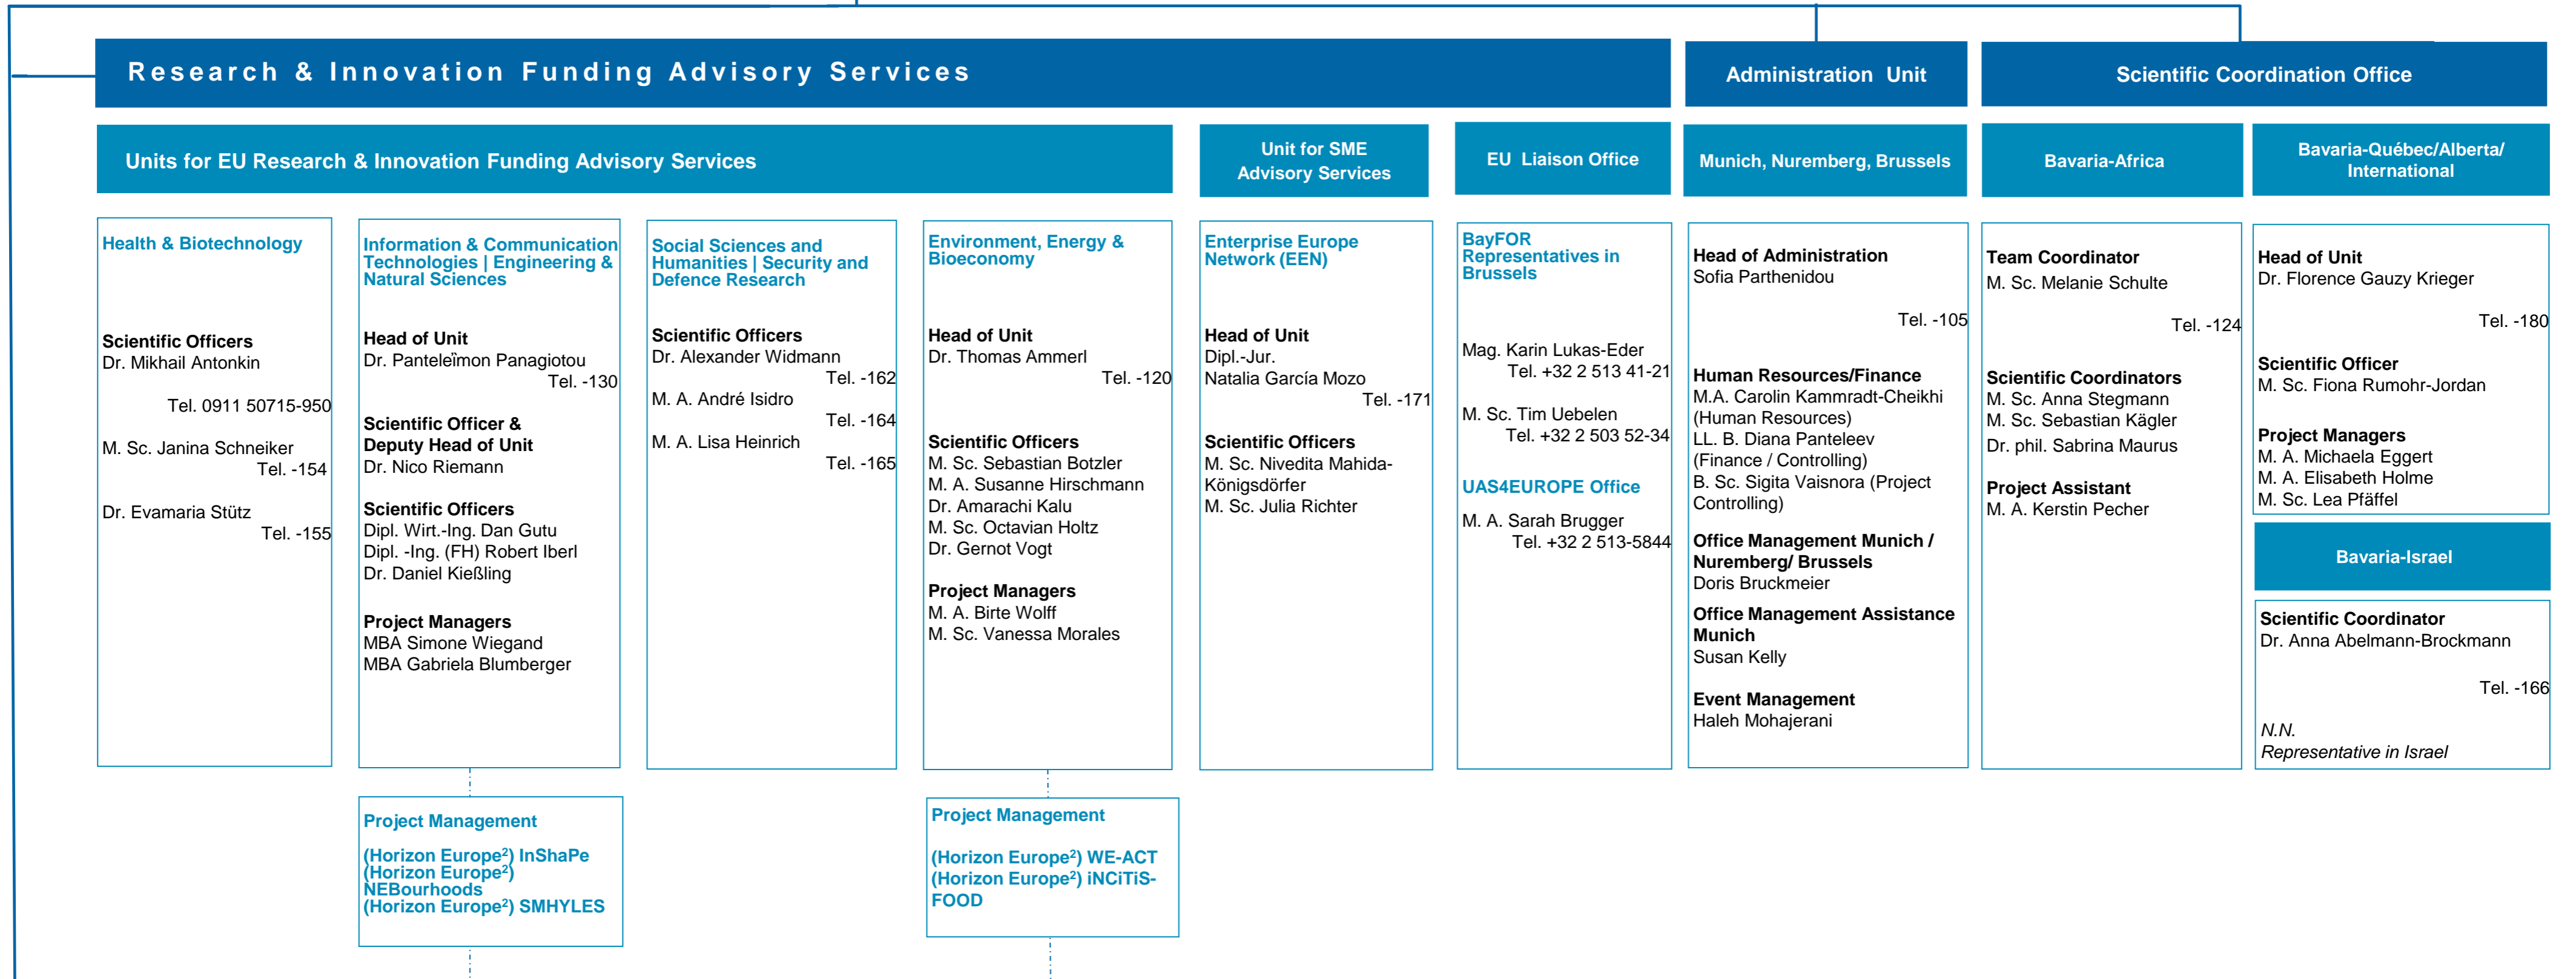 Research & Innovation Funding Advisory Services
Administration Unit
Scientific Coordination Office
Units for EU Research & Innovation Funding Advisory Services
Unit for SME
Advisory Services
EU Liaison Office
Munich, Nuremberg, Brussels
Bavaria-Africa
Bavaria-Québec/Alberta/
International
Health & Biotechnology
Scientific Officers
Dr. Mikhail Antonkin
Tel. 0911 50715-950
M. Sc. Janina Schneiker
Tel. -154
Dr. Evamaria Stütz
Tel. -155
Information & Communication
Technologies | Engineering &
Natural Sciences
Head of Unit
Dr. Panteleïmon Panagiotou
Tel. -130
Scientific Officer &
Deputy Head of Unit
Dr. Nico Riemann
Scientific Officers
Dipl. Wirt.-Ing. Dan Gutu
Dipl. -Ing. (FH) Robert Iberl
Dr. Daniel Kießling
Project Managers
MBA Simone Wiegand
MBA Gabriela Blumberger
Social Sciences and
Humanities | Security and
Defence Research
Scientific Officers
Dr. Alexander Widmann
Tel. -162
M. A. André Isidro
Tel. -164
M. A. Lisa Heinrich
Tel. -165
Environment, Energy &
Bioeconomy
Head of Unit
Dr. Thomas Ammerl
Tel. -120
Scientific Officers
M. Sc. Sebastian Botzler
M. A. Susanne Hirschmann
Dr. Amarachi Kalu
M. Sc. Octavian Holtz
Dr. Gernot Vogt
Project Managers
M. A. Birte Wolff
M. Sc. Vanessa Morales
Enterprise Europe
Network (EEN)
Head of Unit
Dipl.-Jur.
Natalia García Mozo
Tel. -171
Scientific Officers
M. Sc. Nivedita Mahida-
Königsdörfer
M. Sc. Julia Richter
BayFOR
Representatives in
Brussels
Mag. Karin Lukas-Eder
Tel. +32 2 513 41-21
M. Sc. Tim Uebelen
Tel. +32 2 503 52-34
UAS4EUROPE Office
M. A. Sarah Brugger
Tel. +32 2 513-5844
Head of Administration
Sofia Parthenidou
Tel. -105
Human Resources/Finance
M.A. Carolin Kammradt-Cheikhi
(Human Resources)
LL. B. Diana Panteleev
(Finance / Controlling)
B. Sc. Sigita Vaisnora (Project
Controlling)
Office Management Munich /
Nuremberg/ Brussels
Doris Bruckmeier
Office Management Assistance
Munich
Susan Kelly
Event Management
Haleh Mohajerani
Team Coordinator
M. Sc. Melanie Schulte
Tel. -124
Scientific Coordinators
M. Sc. Anna Stegmann
M. Sc. Sebastian Kägler
Dr. phil. Sabrina Maurus
Project Assistant
M. A. Kerstin Pecher
Head of Unit
Dr. Florence Gauzy Krieger
Tel. -180
Scientific Officer
M. Sc. Fiona Rumohr-Jordan
Project Managers
M. A. Michaela Eggert
M. A. Elisabeth Holme
M. Sc. Lea Pfäffel
Bavaria-Israel
Scientific Coordinator
Dr. Anna Abelmann-Brockmann
Tel. -166
N.N.
Representative in Israel
Project Management
(Horizon Europe²) InShaPe
(Horizon Europe²)
NEBourhoods
(Horizon Europe²) SMHYLES
Project Management
(Horizon Europe²) WE-ACT
(Horizon Europe²) iNCiTiS-
FOOD